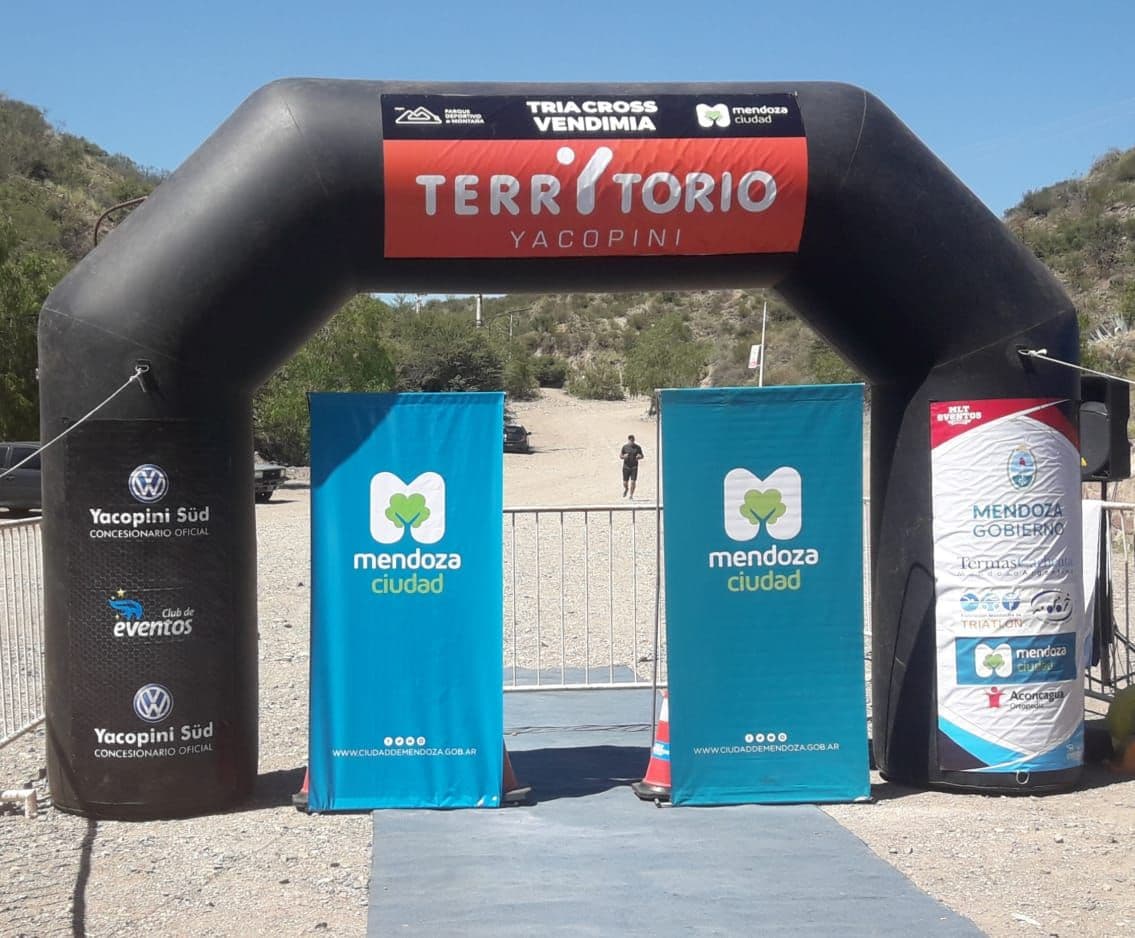 PARQUE
DEPORTIVO
DE MONTAÑA
TRIA CROSS
VENDIMIA
mendoza
ciudad
TERRITORIO
YACOPINI
Yacopini Süd
CONCESIONARIO OFICIAL
Club de
eventos
Yacopini Süd
CONCESIONARIO OFICIAL
mendoza
ciudad
WWW.CIUDADDEMENDOZA.GOB.AR
mendoza
ciudad
WWW.CIUDADDEMENDOZA.GOB.AR
MLT
eventos
MENDOZA
GOBIERNO
Termas
TRIATLON
mendoza
ciudad
Aconcagua
Ortopedia